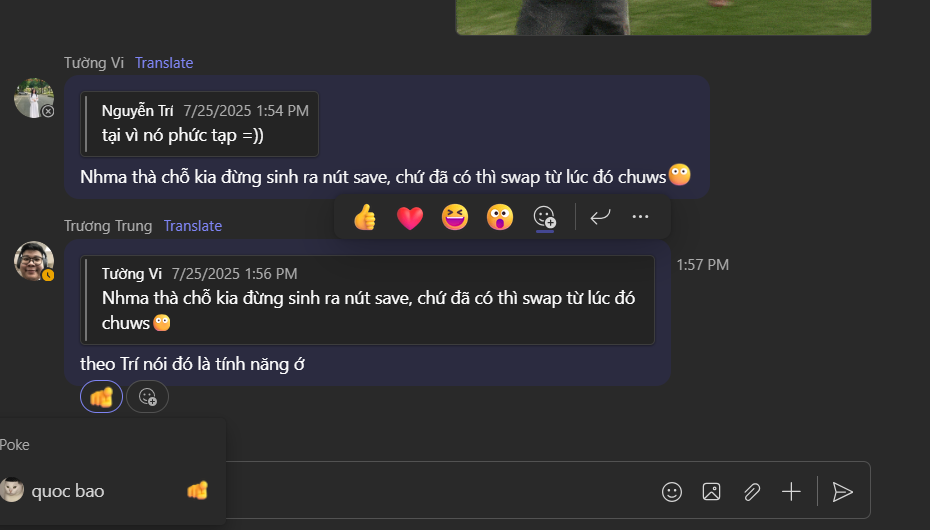 Tường Vi Translate
Nguyễn Trí 7/25/2025 1:54 PM
tại vì nó phức tạp =))
Nhma thà chỗ kia đừng sinh ra nút save, chứ đã có thì swap từ lúc đó chuws
Trương Trung Translate
1:57 PM
Tường Vi 7/25/2025 1:56 PM
Nhma thà chỗ kia đừng sinh ra nút save, chứ đã có thì swap từ lúc đó
chuws
theo Trí nói đó là tính năng ớ
Poke
quoc bao